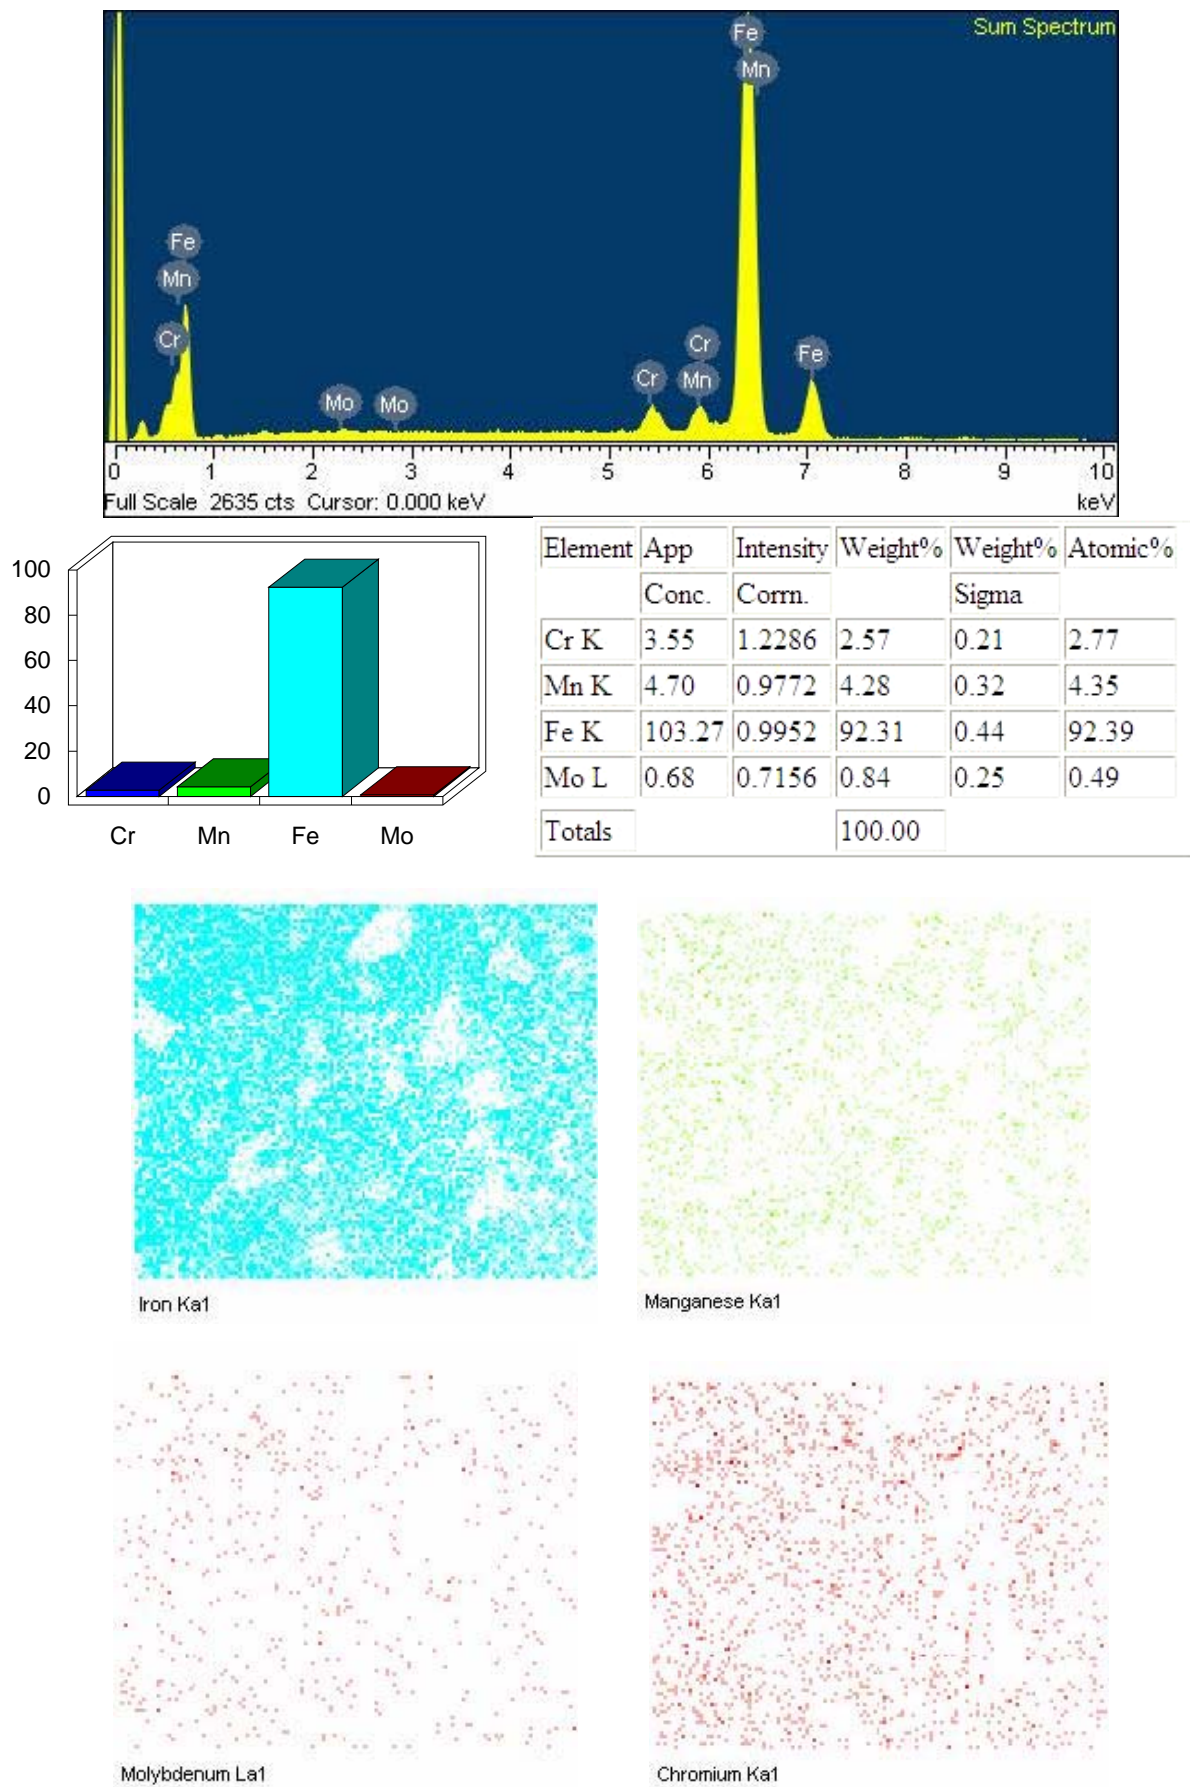 Sum Spectrum
Fe
Mn
Fe
Mn
Cr
Cr
Fe
Cr
Mn
Mo
Mo
0 1 2 3 4 5 6 7 8 9 10
Full Scale 2635 cts Cursor: 0.000 keV
keV
100
80
60
40
20
0
Cr Mn Fe Mo
Element App Intensity Weight% Weight% Atomic%
Conc. Corrn. Sigma
Cr K 3.55 1.2286 2.57 0.21 2.77
Mn K 4.70 0.9772 4.28 0.32 4.35
Fe K 103.27 0.9952 92.31 0.44 92.39
Mo L 0.68 0.7156 0.84 0.25 0.49
Totals 100.00
Iron Ka1
Manganese Ka1
Molybdenum La1
Chromium Ka1